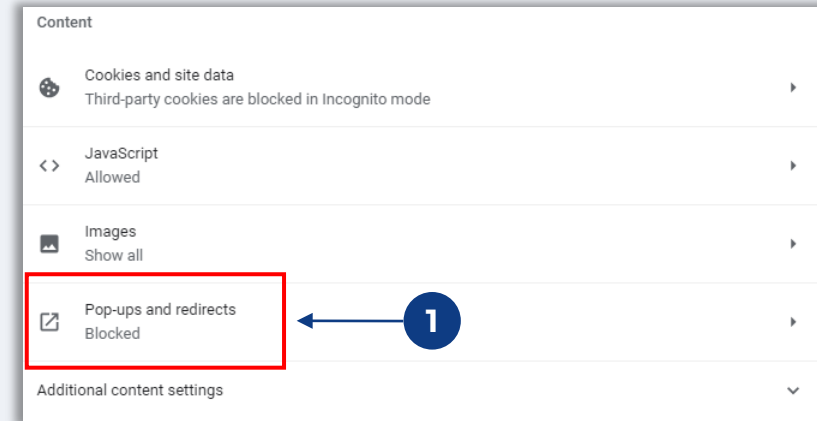 Content
Cookies and site data
Third-party cookies are blocked in Incognito mode
JavaScript
Allowed
Images
Show all
Pop-ups and redirects
Blocked
1
Additional content settings